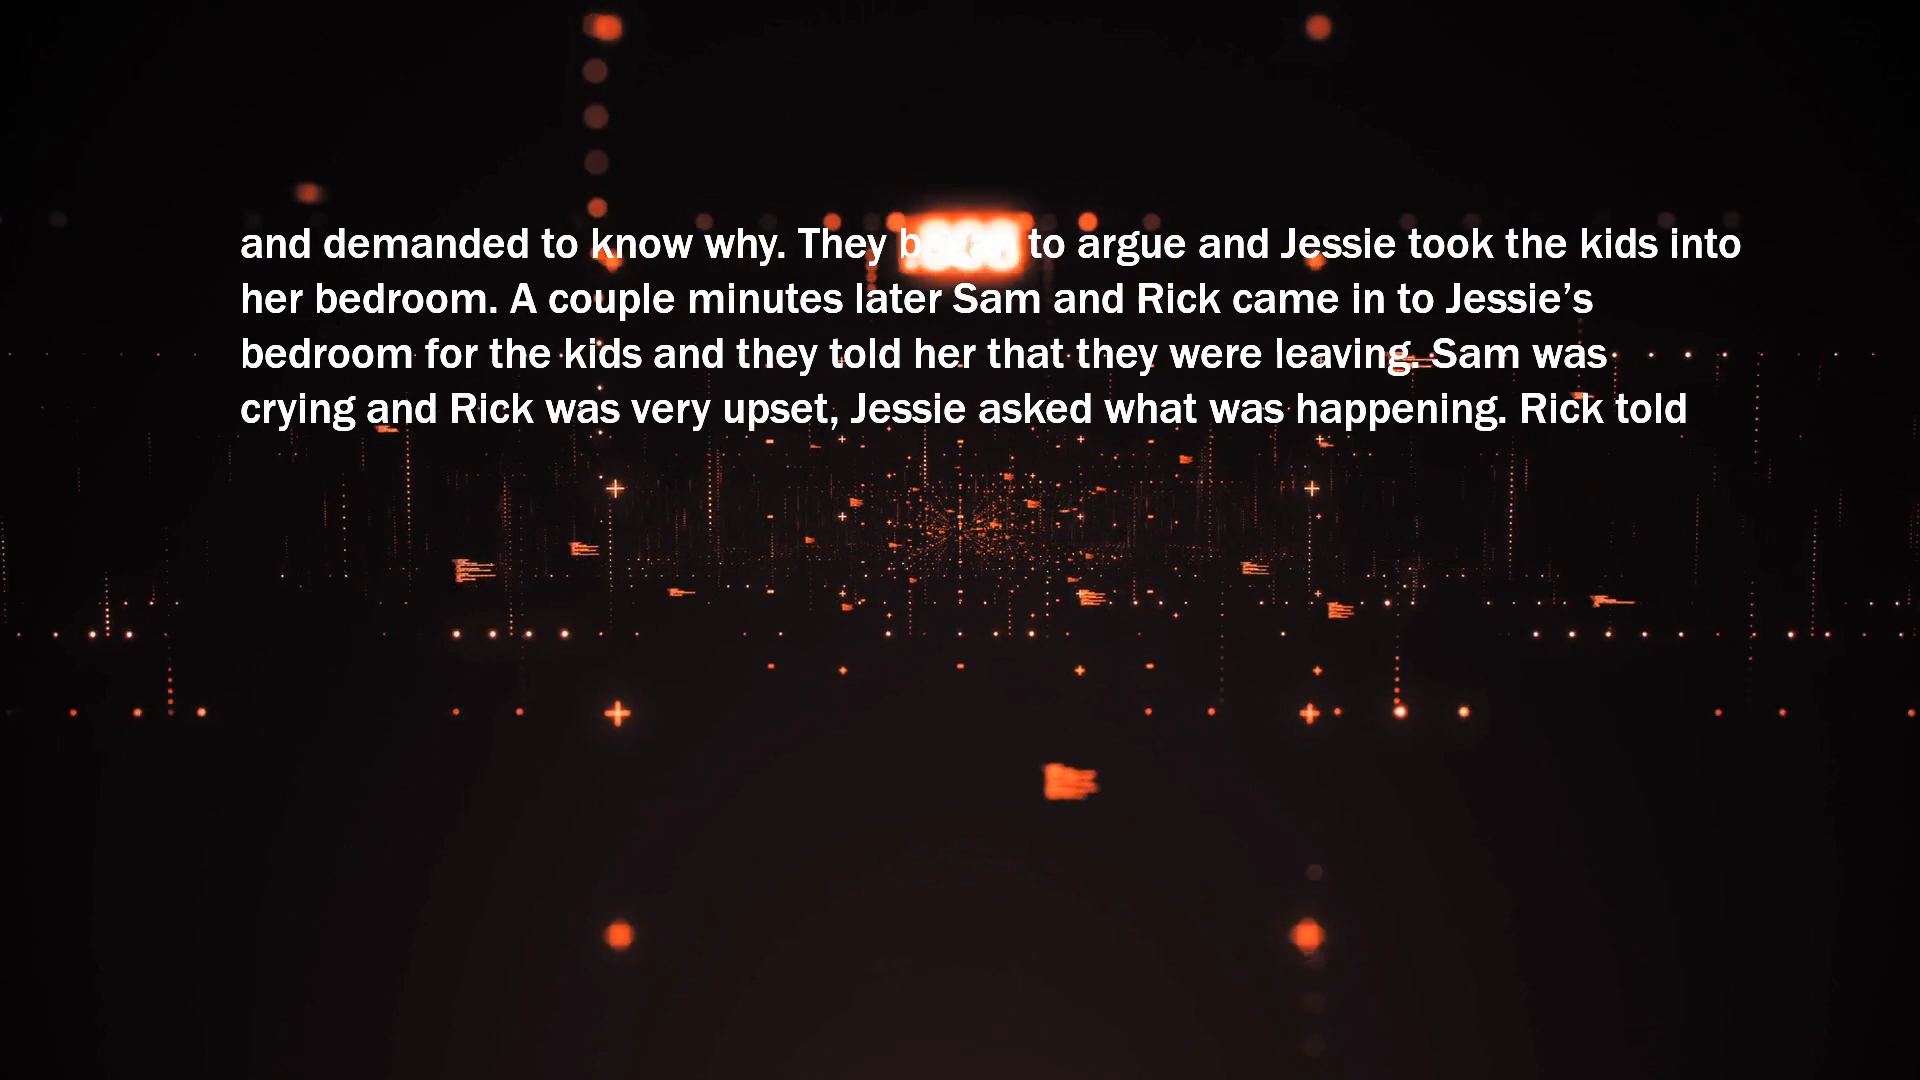 and demanded to know why. They began to argue and Jessie took the kids into
her bedroom. A couple minutes later Sam and Rick came in to Jessie’s
bedroom for the kids and they told her that they were leaving. Sam was
crying and Rick was very upset, Jessie asked what was happening. Rick told